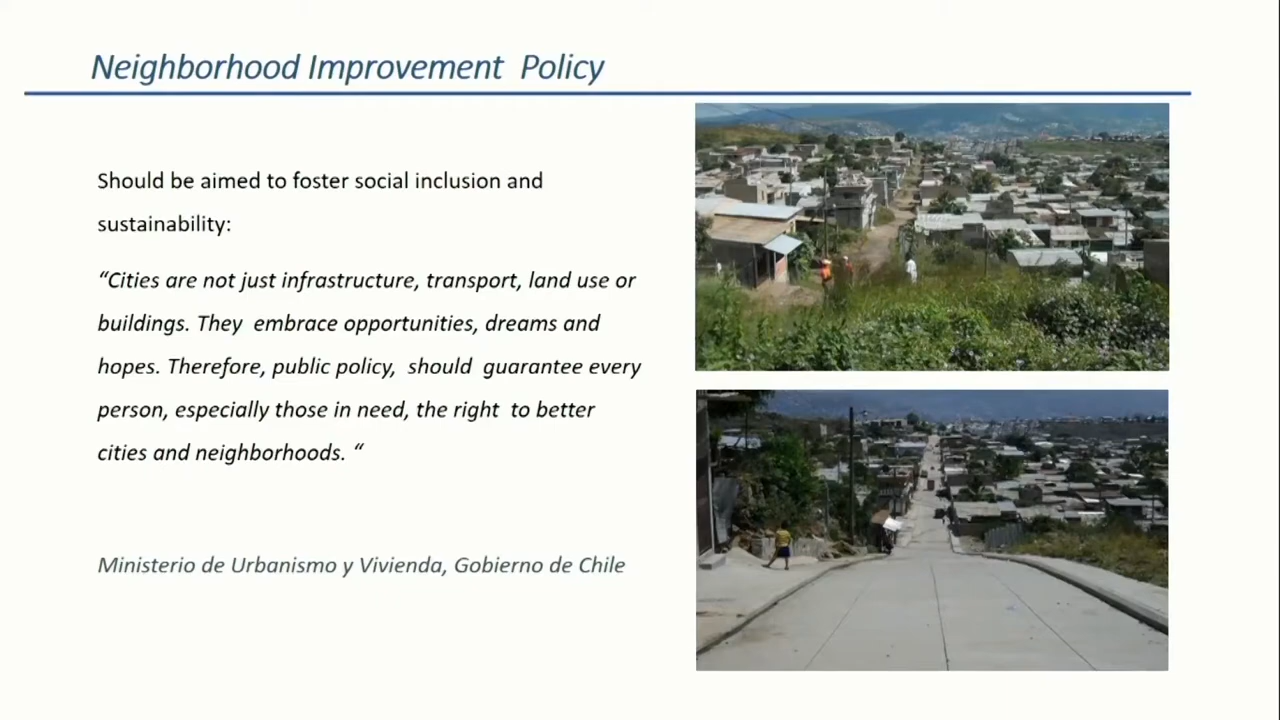 Neighborhood Improvement  Policy
Should be aimed to foster social inclusion and
sustainability:
“Cities are not just infrastructure, transport, land use or
buildings. They  embrace opportunities, dreams and
hopes. Therefore, public policy,  should  guarantee every
person, especially those in need, the right  to better
cities and neighborhoods. “
Ministerio de Urbanismo y Vivienda, Gobierno de Chile